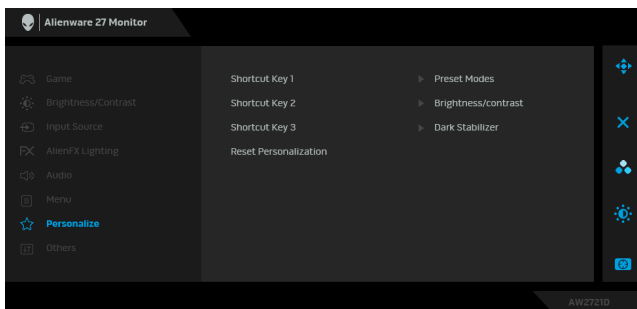 Alienware 27 Monitor
Game
Brightness/Contrast
Input Source
FX AlienFX Lighting
Audio
Menu
Personalize
Others
Shortcut Key 1 Preset Modes
Shortcut Key 2 Brightness/contrast
Shortcut Key 3 Dark Stabilizer
Reset Personalization
AW2721D